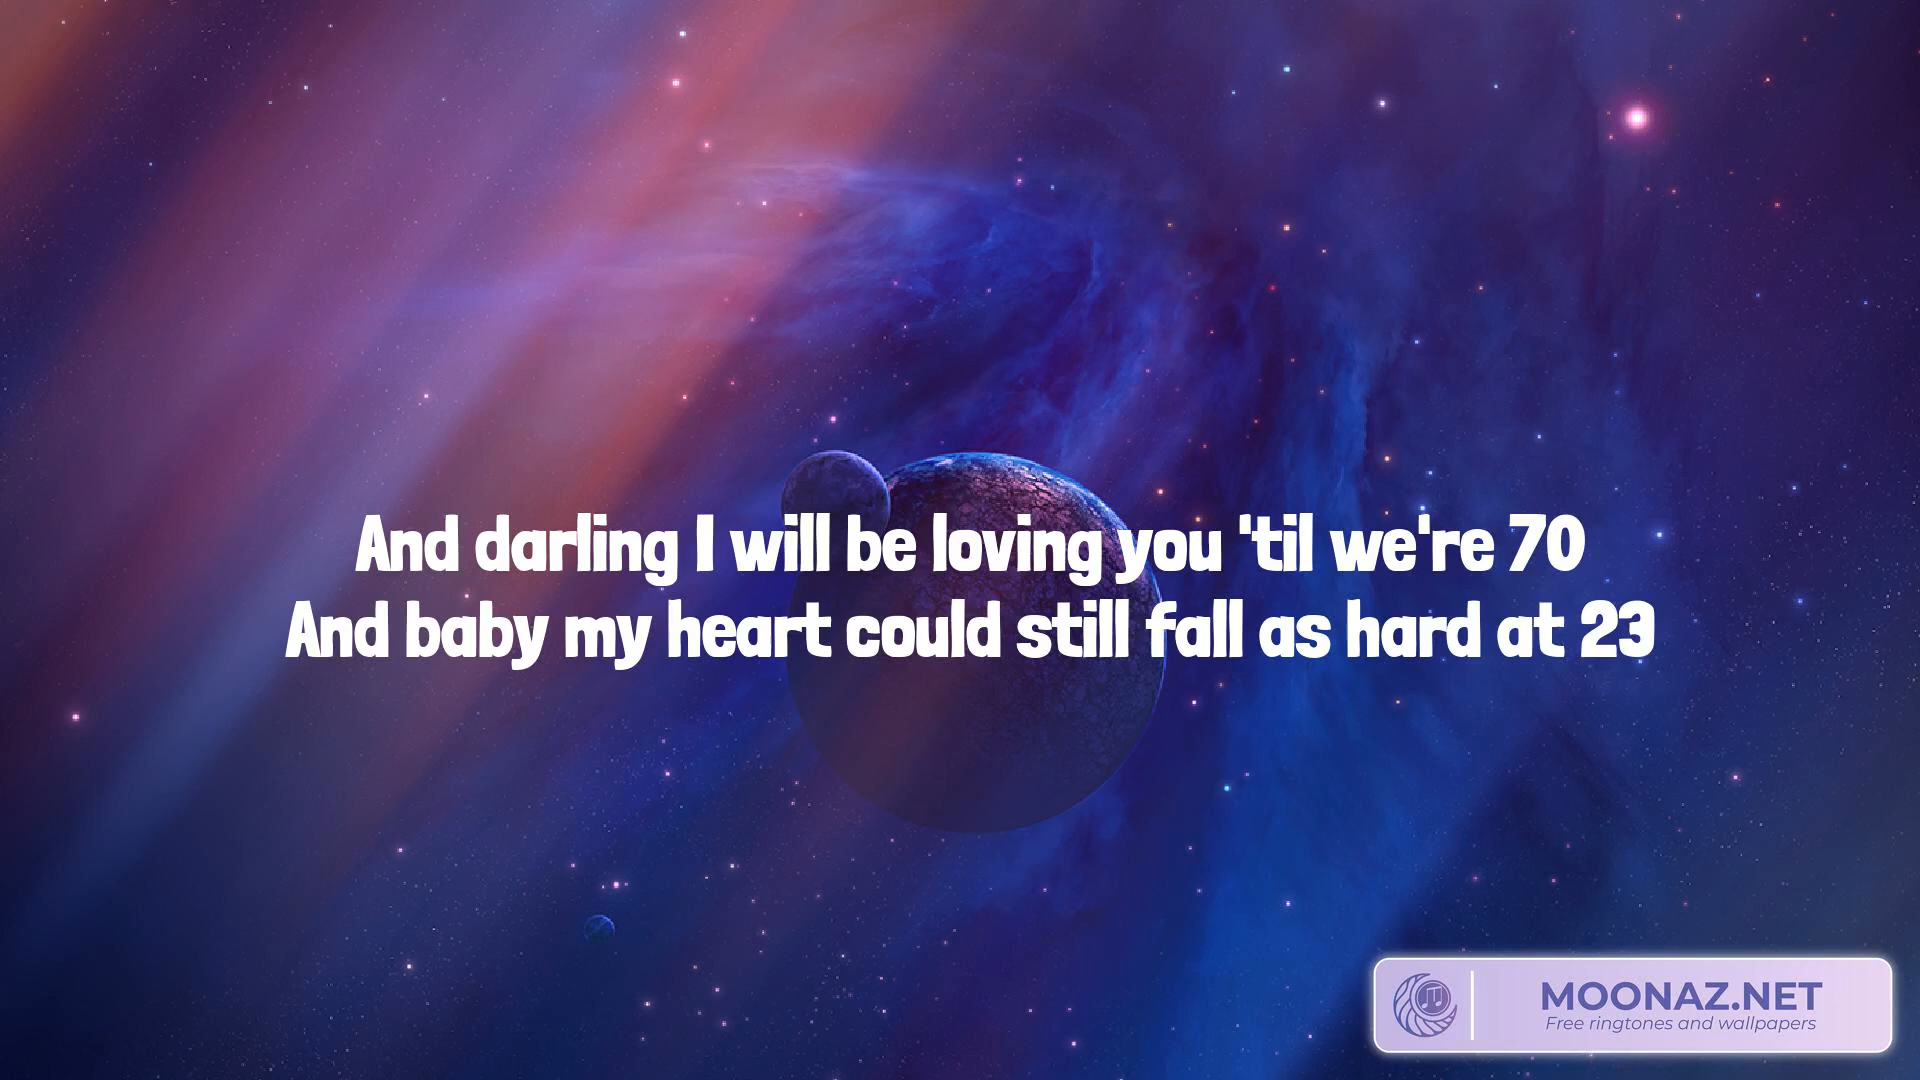 And darling I will be loving you 'til we're 70
And baby my heart could still fall as hard at 23
MOONAZ.NET
Free ringtones and wallpapers